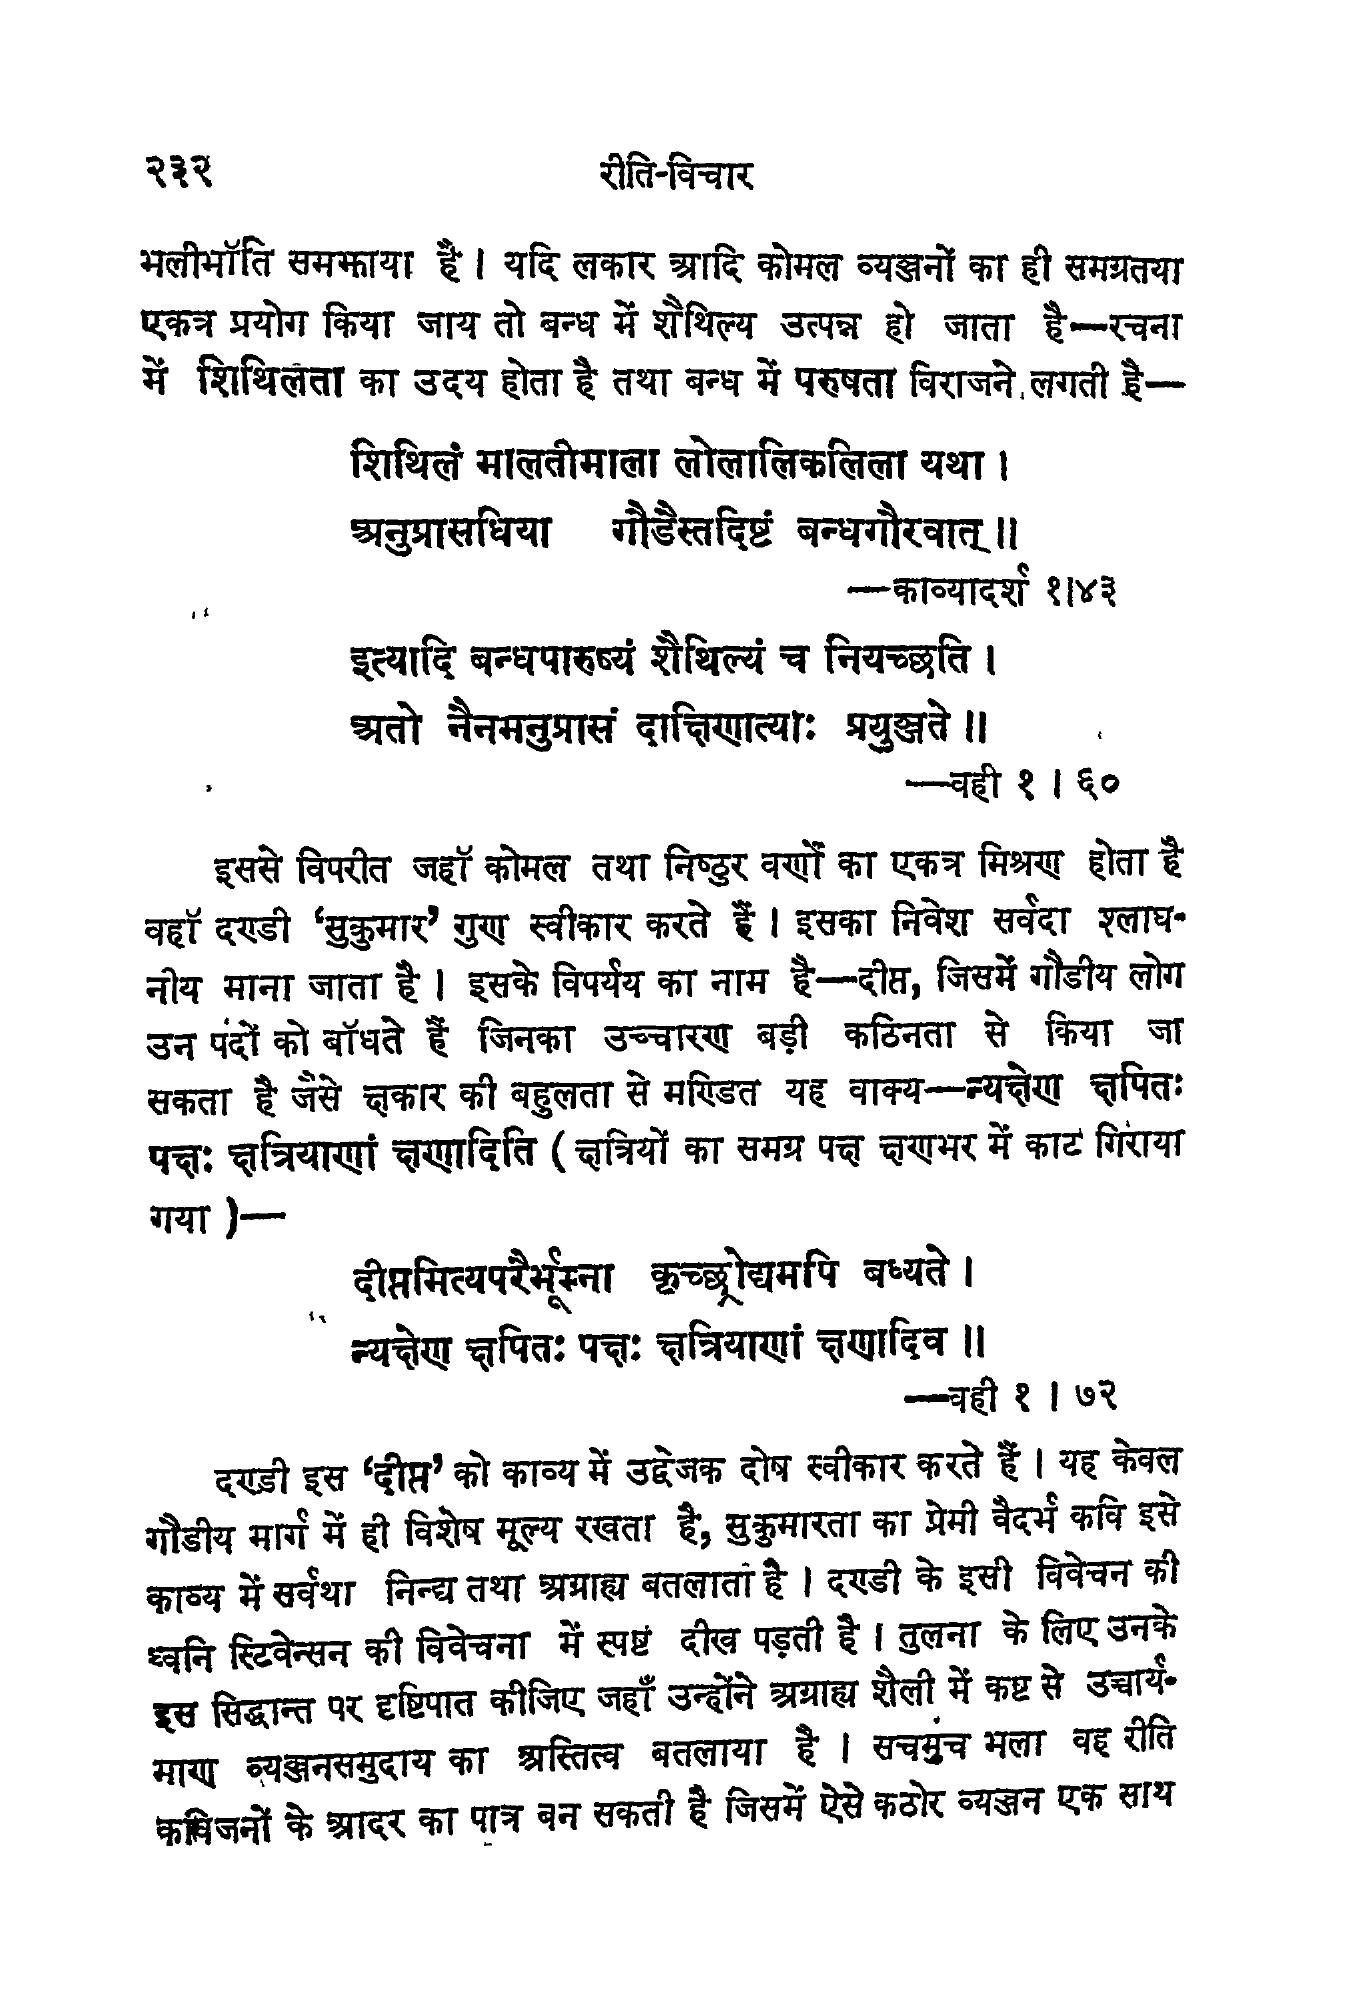 २३२ रीति-विचार
भलीभाँति समझाया है। यदि लकार आदि कोमल व्यञ्जनों का ही समग्रतया
एकत्र प्रयोग किया जाय तो बन्ध में शैथिल्य उत्पन्न हो जाता है—रचना
में शिथिलता का उदय होता है तथा बन्ध में परुषता विराजने लगती है—
शिथिलं मालतीमाला लोलालिकलिला यथा।
अनुप्रासधिया गौडैस्तदिष्टं बन्धगौरवात्॥
—काव्यादर्श १।४३
इत्यादि बन्धपारुष्यं शैथिल्यं च नियच्छति।
अतो नैनमनुप्रासं दाक्षिणात्याः प्रयुञ्जते॥
—वही १ । ६०
इससे विपरीत जहाँ कोमल तथा निष्ठुर वर्णों का एकत्र मिश्रण होता है
वहाँ दण्डी ‘सुकुमार’ गुण स्वीकार करते हैं। इसका निवेश सर्वदा श्लाघ-
नीय माना जाता है। इसके विपर्यय का नाम है—दीप्त, जिसमें गौडीय लोग
उन पदों को बाँधते हैं जिनका उच्चारण बड़ी कठिनता से किया जा
सकता है जैसे क्षकार की बहुलता से मण्डित यह वाक्य—न्यक्षेण क्षपितः
पक्षः क्षत्रियाणां क्षणादिति ( क्षत्रियों का समग्र पक्ष क्षणभर में काट गिराया
गया )—
दीप्तमित्यपरैर्भूम्ना कृच्छ्रोद्यमपि बध्यते।
न्यक्षेण क्षपितः पक्षः क्षत्रियाणां क्षणादिव॥
—वही १ । ७२
दण्डी इस ‘दीप्त’ को काव्य में उद्वेजक दोष स्वीकार करते हैं। यह केवल
गौडीय मार्ग में ही विशेष मूल्य रखता है, सुकुमारता का प्रेमी वैदर्भ कवि इसे
काव्य में सर्वथा निन्द्य तथा अग्राह्य बतलाता है। दण्डी के इसी विवेचन की
ध्वनि स्टिवेन्सन की विवेचना में स्पष्ट दीख पड़ती है। तुलना के लिए उनके
इस सिद्धान्त पर दृष्टिपात कीजिए जहाँ उन्होंने अग्राह्य शैली में कष्ट से उच्चार्य-
माण व्यञ्जनसमुदाय का अस्तित्व बतलाया है। सचमुच भला वह रीति
कविजनों के आदर का पात्र बन सकती है जिसमें ऐसे कठोर व्यञ्जन एक साथ